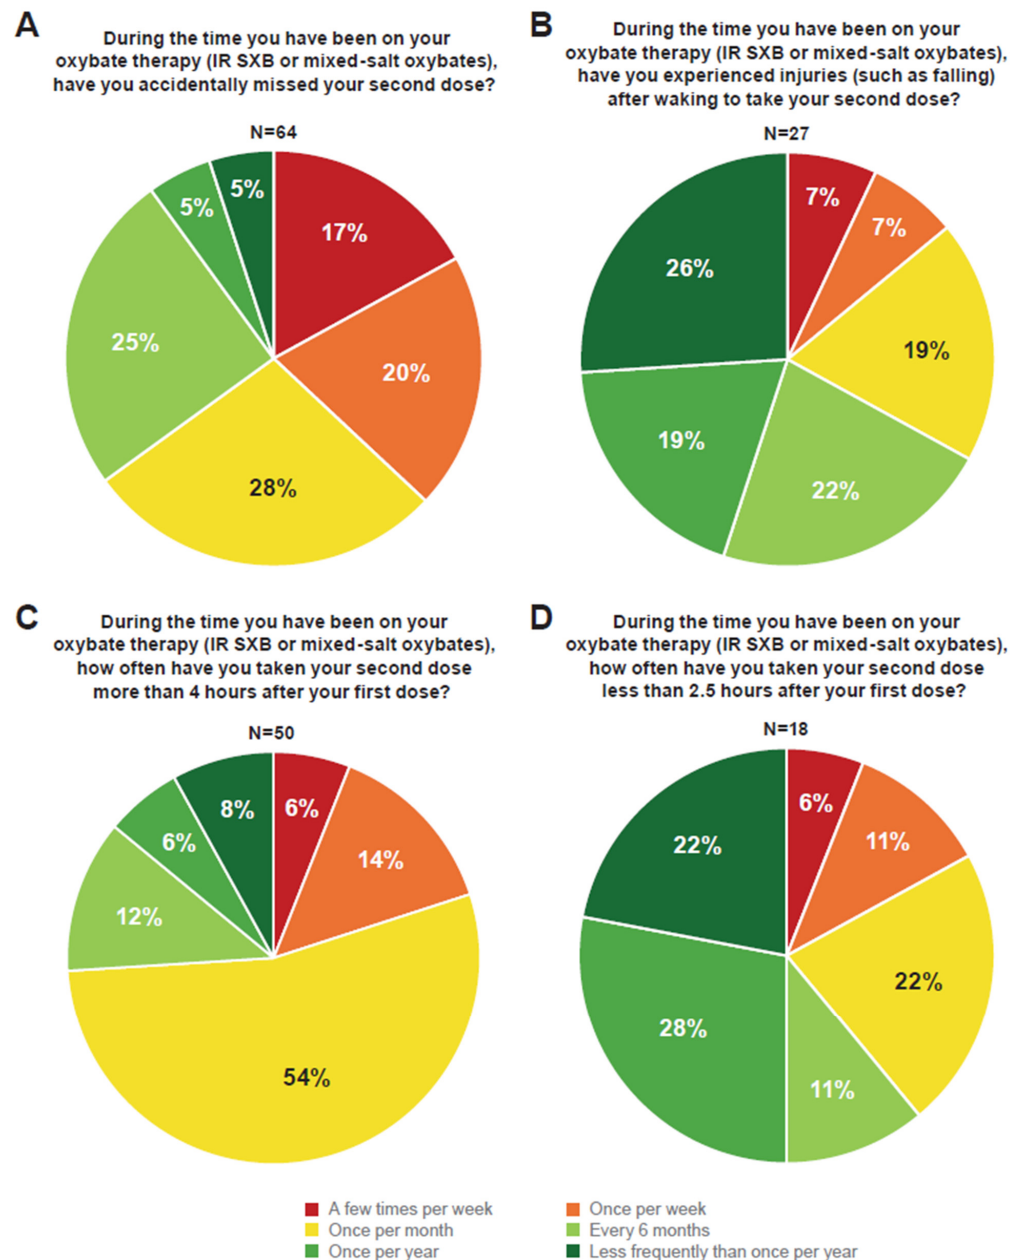 A
During the time you have been on your
oxybate therapy (IR SXB or mixed-salt oxybates),
have you accidentally missed your second dose?
N=64
17%
20%
28%
25%
5%
5%
B
During the time you have been on your
oxybate therapy (IR SXB or mixed-salt oxybates),
have you experienced injuries (such as falling)
after waking to take your second dose?
N=27
7%
7%
19%
22%
19%
26%
C
During the time you have been on your
oxybate therapy (IR SXB or mixed-salt oxybates),
how often have you taken your second dose
more than 4 hours after your first dose?
N=50
6%
14%
54%
12%
6%
8%
D
During the time you have been on your
oxybate therapy (IR SXB or mixed-salt oxybates),
how often have you taken your second dose
less than 2.5 hours after your first dose?
N=18
6%
11%
22%
11%
28%
22%
A few times per week
Once per week
Once per month
Every 6 months
Once per year
Less frequently than once per year